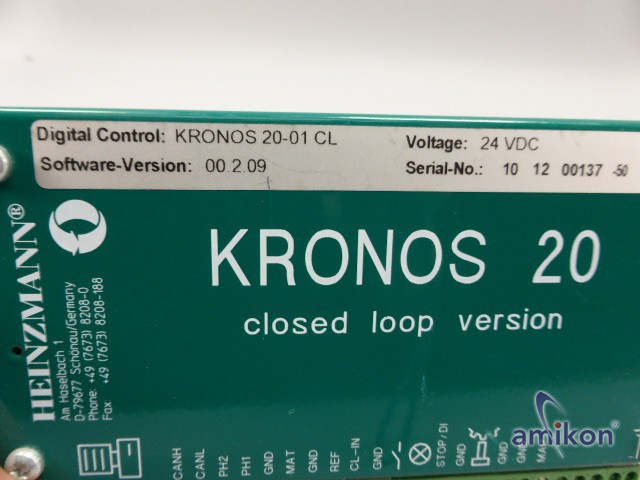 Digital Control: KRONOS 20-01 CL
Voltage: 24 VDC
Software-Version: 00.2.09
Serial-No.: 10 12 00137 -50
KRONOS 20
closed loop version
HEINZMANN®
Am Haselbach 1
D-79677 Schönau/Germany
Phone: +49 (7673) 8208-0
Fax: +49 (7673) 8208-188
CANH
CANL
PH2
PH1
GND
MAT
GND
REF
CL-IN
GND
STOP/DI
GND
GND
GND
MA
amikon